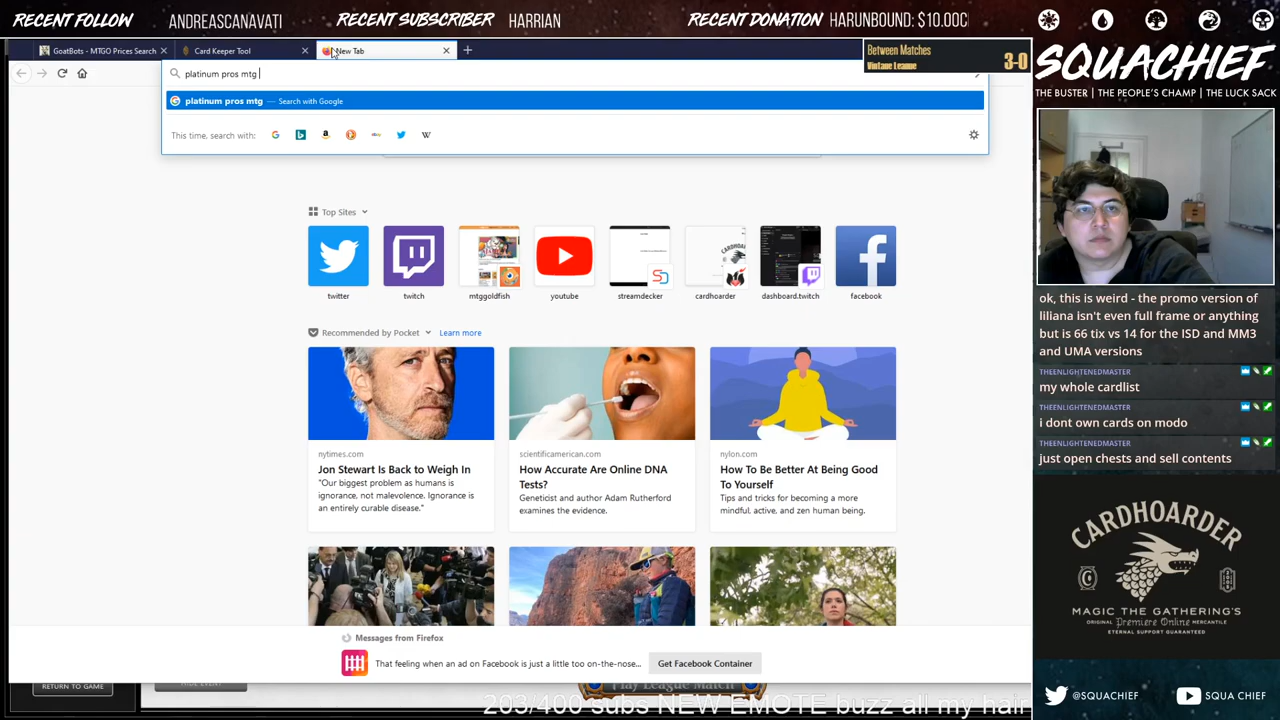 RECENT FOLLOW ANDREASCANAVATI RECENT SUBSCRIBER HARRIAN RECENT DONATION HARUNBOUND: $10.00
GoatBots - MTGO Prices Search
Card Keeper Tool
New Tab
Between Matches
Vintage League
3-0
SQUACHIEF
THE BUSTER | THE PEOPLE'S CHAMP | THE LUCK SACK
platinum pros mtg
platinum pros mtg — Search with Google
This time, search with:
Top Sites
twitter
twitch
mtggoldfish
youtube
streamdecker
cardhoarder
dashboard.twitch
facebook
Recommended by Pocket
Learn more
nytimes.com
Jon Stewart Is Back to Weigh In
"Our biggest problem as humans is
ignorance, not malevolence. Ignorance is
an entirely curable disease."
scientificamerican.com
How Accurate Are Online DNA
Tests?
Geneticist and author Adam Rutherford
examines the evidence.
nylon.com
How To Be Better At Being Good
To Yourself
Tips and tricks for becoming a more
mindful, active, and zen human being.
Messages from Firefox
That feeling when an ad on Facebook is just a little too on-the-nose...
Get Facebook Container
RETURN TO GAME
HIDE EVENT
Play League Match
203/400 subs NEW EMOTE buzz all my hair
ok, this is weird - the promo version of
liliana isn't even full frame or anything
but is 66 tix vs 14 for the ISD and MM3
and UMA versions
THEENLIGHTENEDMASTER
my whole cardlist
THEENLIGHTENEDMASTER
i dont own cards on modo
THEENLIGHTENEDMASTER
just open chests and sell contents
CARDHOARDER
MAGIC THE GATHERING'S
ORIGINAL Premiere Online MERCANTILE
ETERNAL SUPPORT GUARANTEED
@SQUACHIEF
SQUA CHIEF